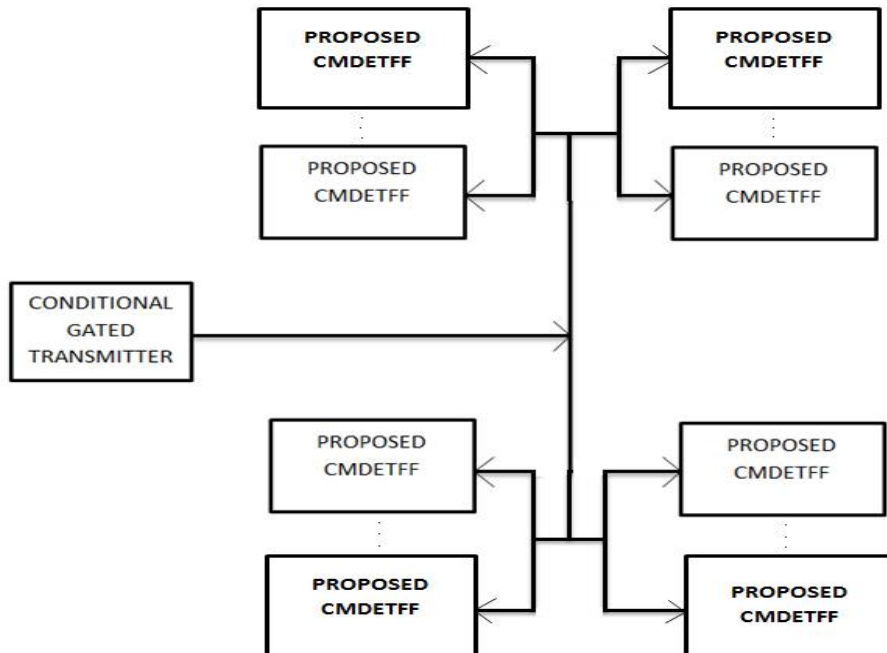 PROPOSED
CMDETFF
PROPOSED
CMDETFF
PROPOSED
CMDETFF
PROPOSED
CMDETFF
CONDITIONAL
GATED
TRANSMITTER
PROPOSED
CMDETFF
PROPOSED
CMDETFF
PROPOSED
CMDETFF
PROPOSED
CMDETFF